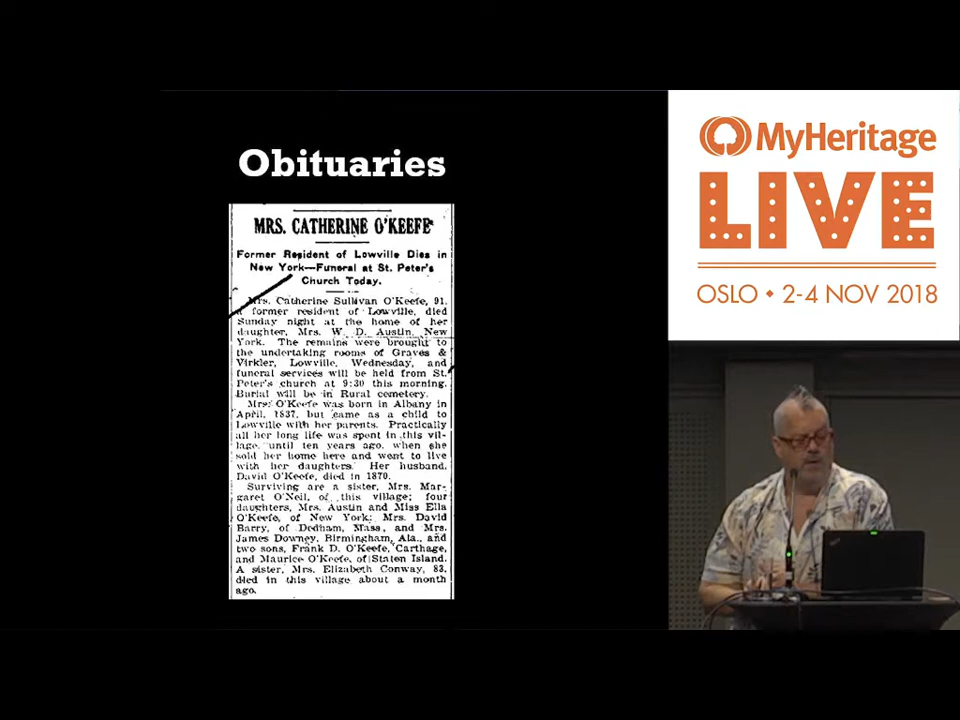 Obituaries
MRS. CATHERINE O'KEEFE
Former Resident of Lowville Dies in
New York—Funeral at St. Peter's
Church Today.
Mrs. Catherine Sullivan O'Keefe, 91,
a former resident of Lowville, died
Sunday night at the home of her
daughter, Mrs. W. D. Austin, New
York. The remains were brought to
the undertaking rooms of Graves &
Virkler, Lowville, Wednesday, and
funeral services will be held from St.
Peter's church at 9:30 this morning.
Burial will be in Rural cemetery.
Mrs. O'Keefe was born in Albany in
April, 1837, but came as a child to
Lowville with her parents. Practically
all her long life was spent in this vil-
lage, until ten years ago, when she
sold her home here and went to live
with her daughters. Her husband,
David O'Keefe, died in 1870.
Surviving are a sister, Mrs. Mar-
garet O'Neil, of this village; four
daughters, Mrs. Austin and Miss Ella
O'Keefe, of New York; Mrs. David
Barry, of Dedham, Mass., and Mrs.
James Downey, Birmingham, Ala., and
two sons, Frank D. O'Keefe, Carthage,
and Maurice O'Keefe, of Staten Island.
A sister, Mrs. Elizabeth Conway, 83,
died in this village about a month
ago.
MyHeritage
LIVE
OSLO • 2-4 NOV 2018